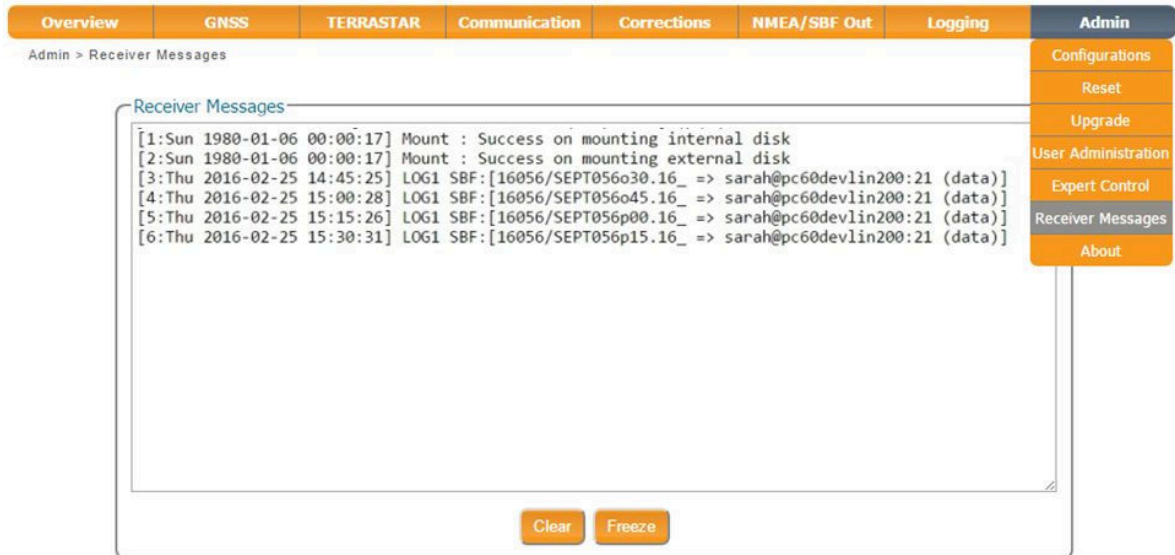 Overview GNSS TERRASTAR Communication Corrections NMEA/SBF Out Logging Admin
Admin > Receiver Messages
Configurations
Reset
Upgrade
User Administration
Expert Control
Receiver Messages
About
Receiver Messages
[1:Sun 1980-01-06 00:00:17] Mount : Success on mounting internal disk
[2:Sun 1980-01-06 00:00:17] Mount : Success on mounting external disk
[3:Thu 2016-02-25 14:45:25] LOG1 SBF:[16056/SEPT056o30.16_ => sarah@pc60devlin200:21 (data)]
[4:Thu 2016-02-25 15:00:28] LOG1 SBF:[16056/SEPT056o45.16_ => sarah@pc60devlin200:21 (data)]
[5:Thu 2016-02-25 15:15:26] LOG1 SBF:[16056/SEPT056p00.16_ => sarah@pc60devlin200:21 (data)]
[6:Thu 2016-02-25 15:30:31] LOG1 SBF:[16056/SEPT056p15.16_ => sarah@pc60devlin200:21 (data)]
Clear Freeze